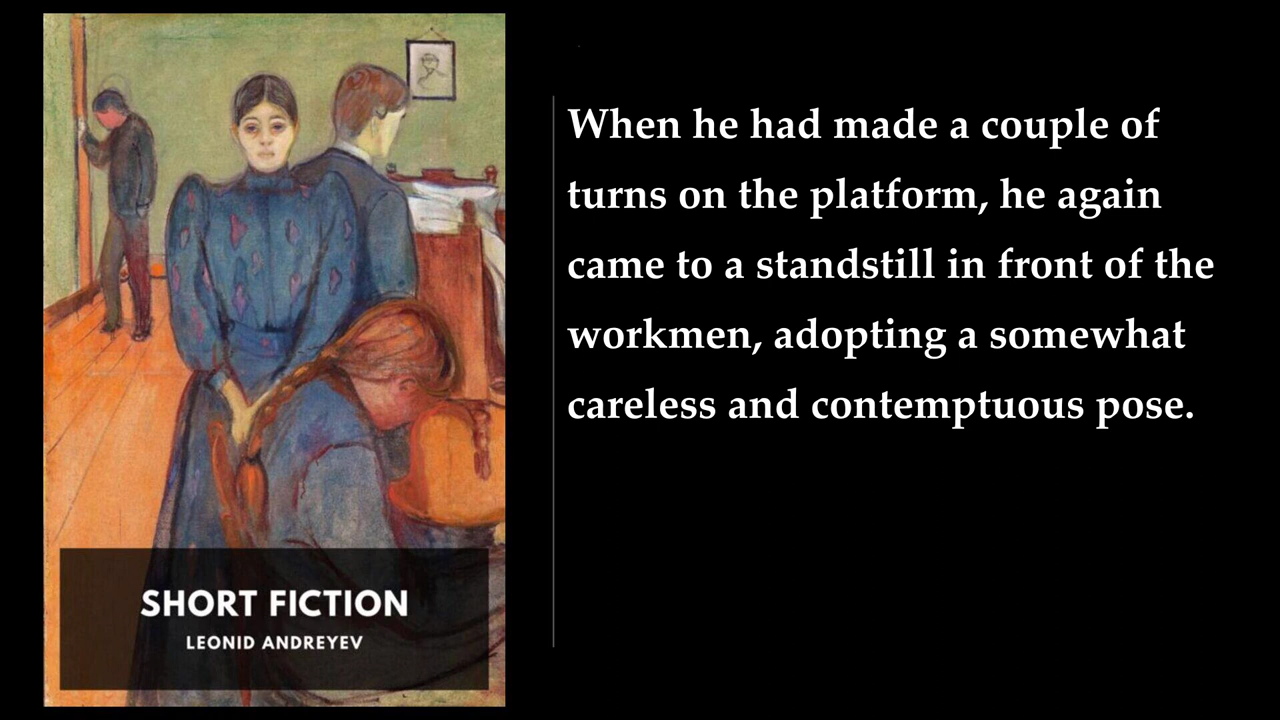 SHORT FICTION
LEONID ANDREYEV
When he had made a couple of
turns on the platform, he again
came to a standstill in front of the
workmen, adopting a somewhat
careless and contemptuous pose.